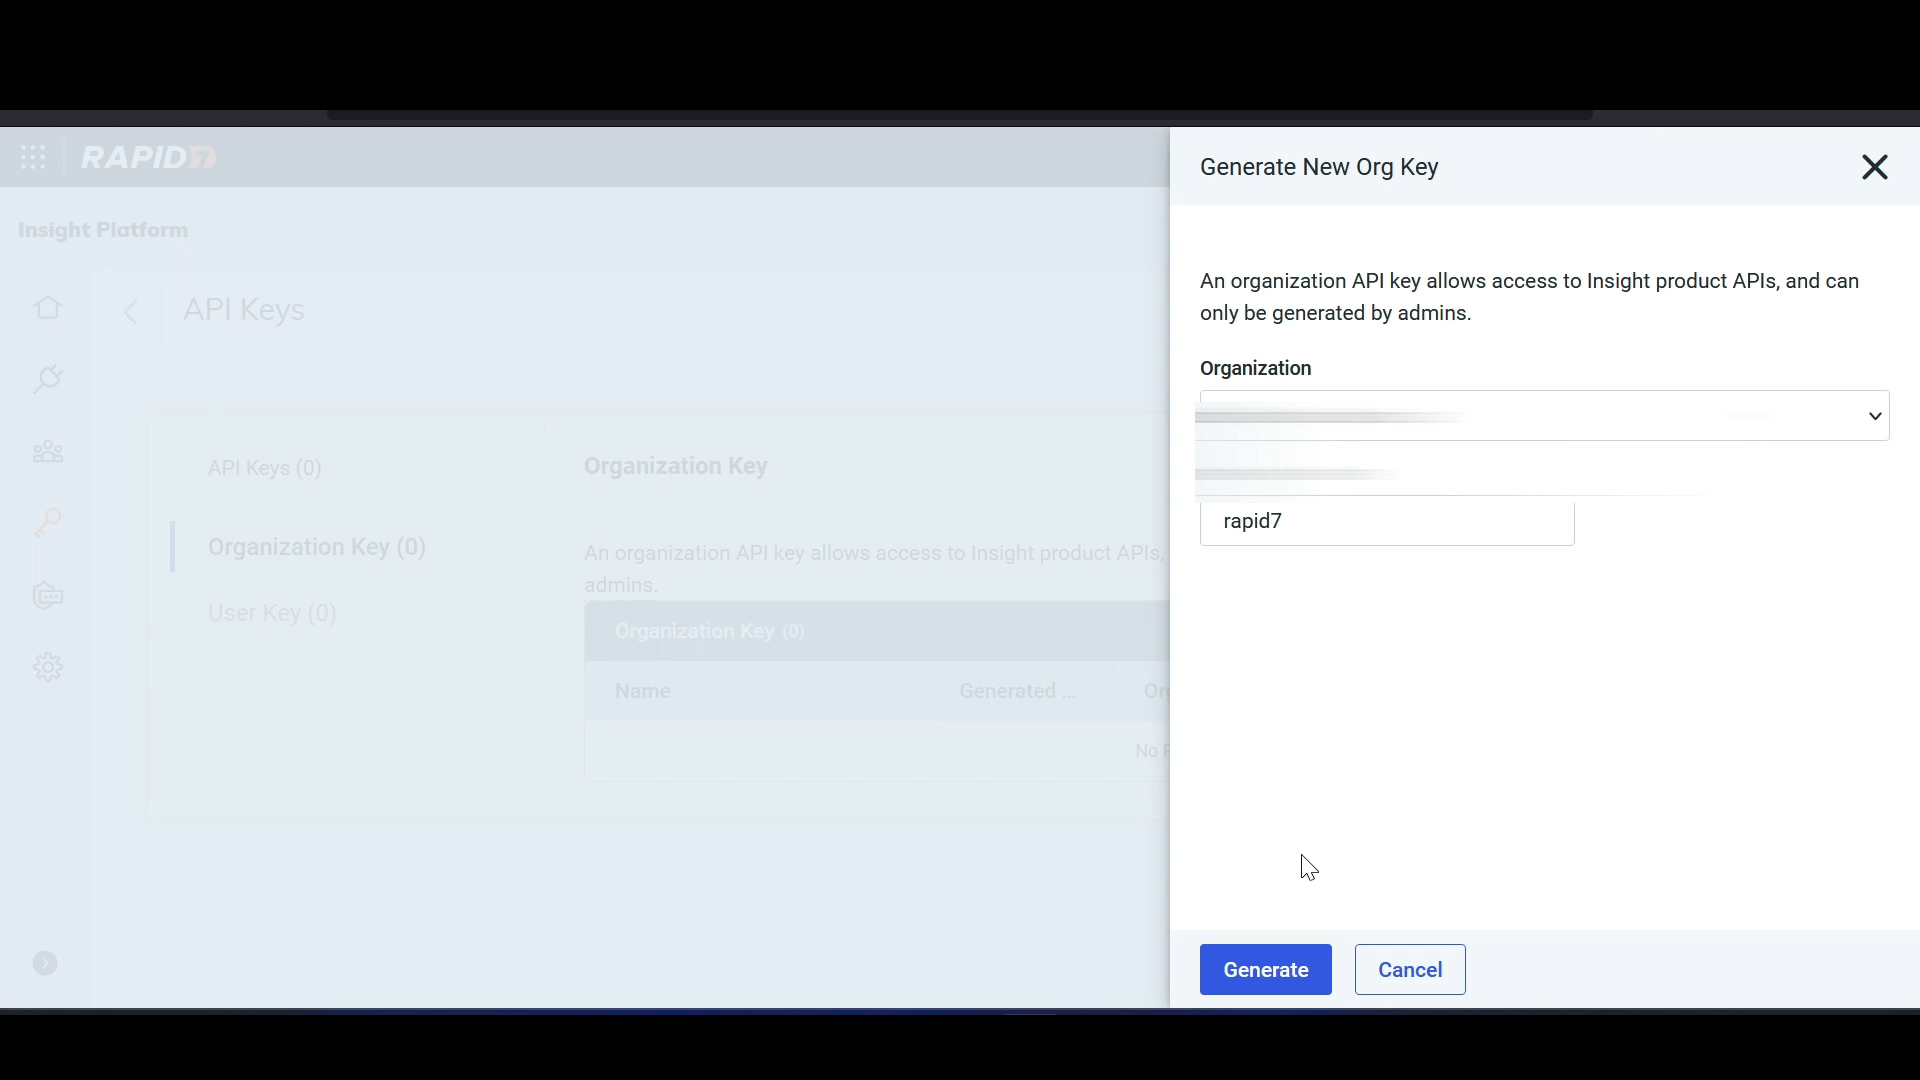 RAPID7
Insight Platform
API Keys
API Keys (0)
Organization Key (0)
User Key (0)
Organization Key
An organization API key allows access to Insight product APIs,
admins.
Organization Key (0)
Name
Generated ...
No
Generate New Org Key
An organization API key allows access to Insight product APIs, and can
only be generated by admins.
Organization
rapid7
Generate
Cancel